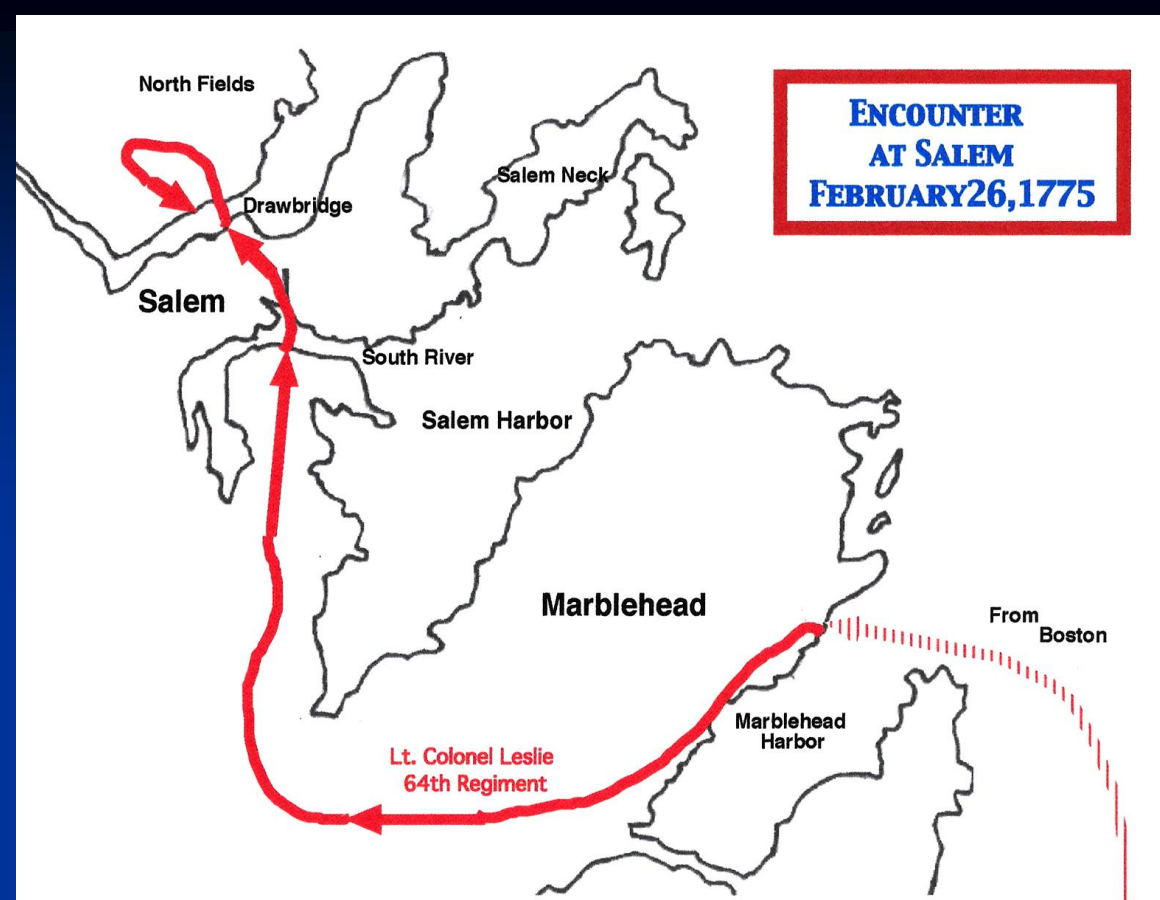 North Fields
ENCOUNTER
AT SALEM
FEBRUARY26,1775
Salem Neck
Drawbridge
Salem
South River
Salem Harbor
Marblehead
From
Boston
Marblehead
Harbor
Lt. Colonel Leslie
64th Regiment